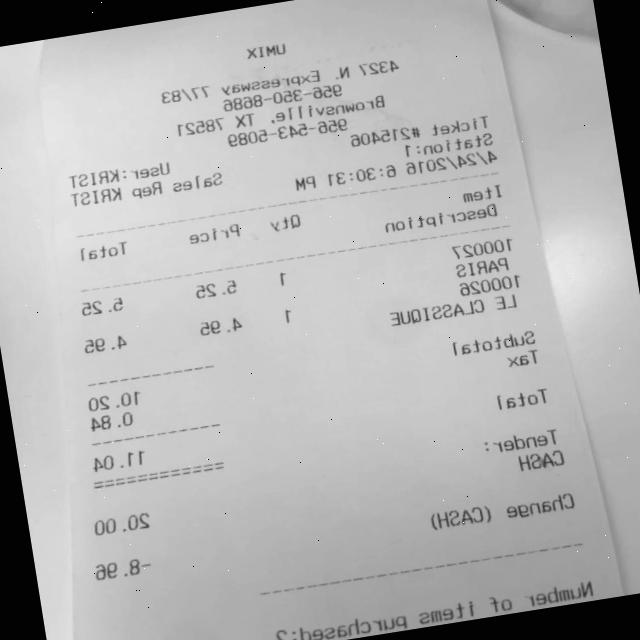 UMIX
4327 N. Expressway 77/83
956-350-8686
Brownsville, TX 78521
956-543-5089
Ticket #215406
Station:1 User:KRIST
4/24/2016 6:30:31 PM Sales Rep KRIST
Item
Description Qty Price Total
100027
PARIS 1 5.25 5.25
100026
LE CLASSIQUE 1 4.95 4.95
Subtotal 10.20
Tax 0.84
Total 11.04
Tender:
CASH 20.00
Change (CASH) -8.96
Number of items purchased:2